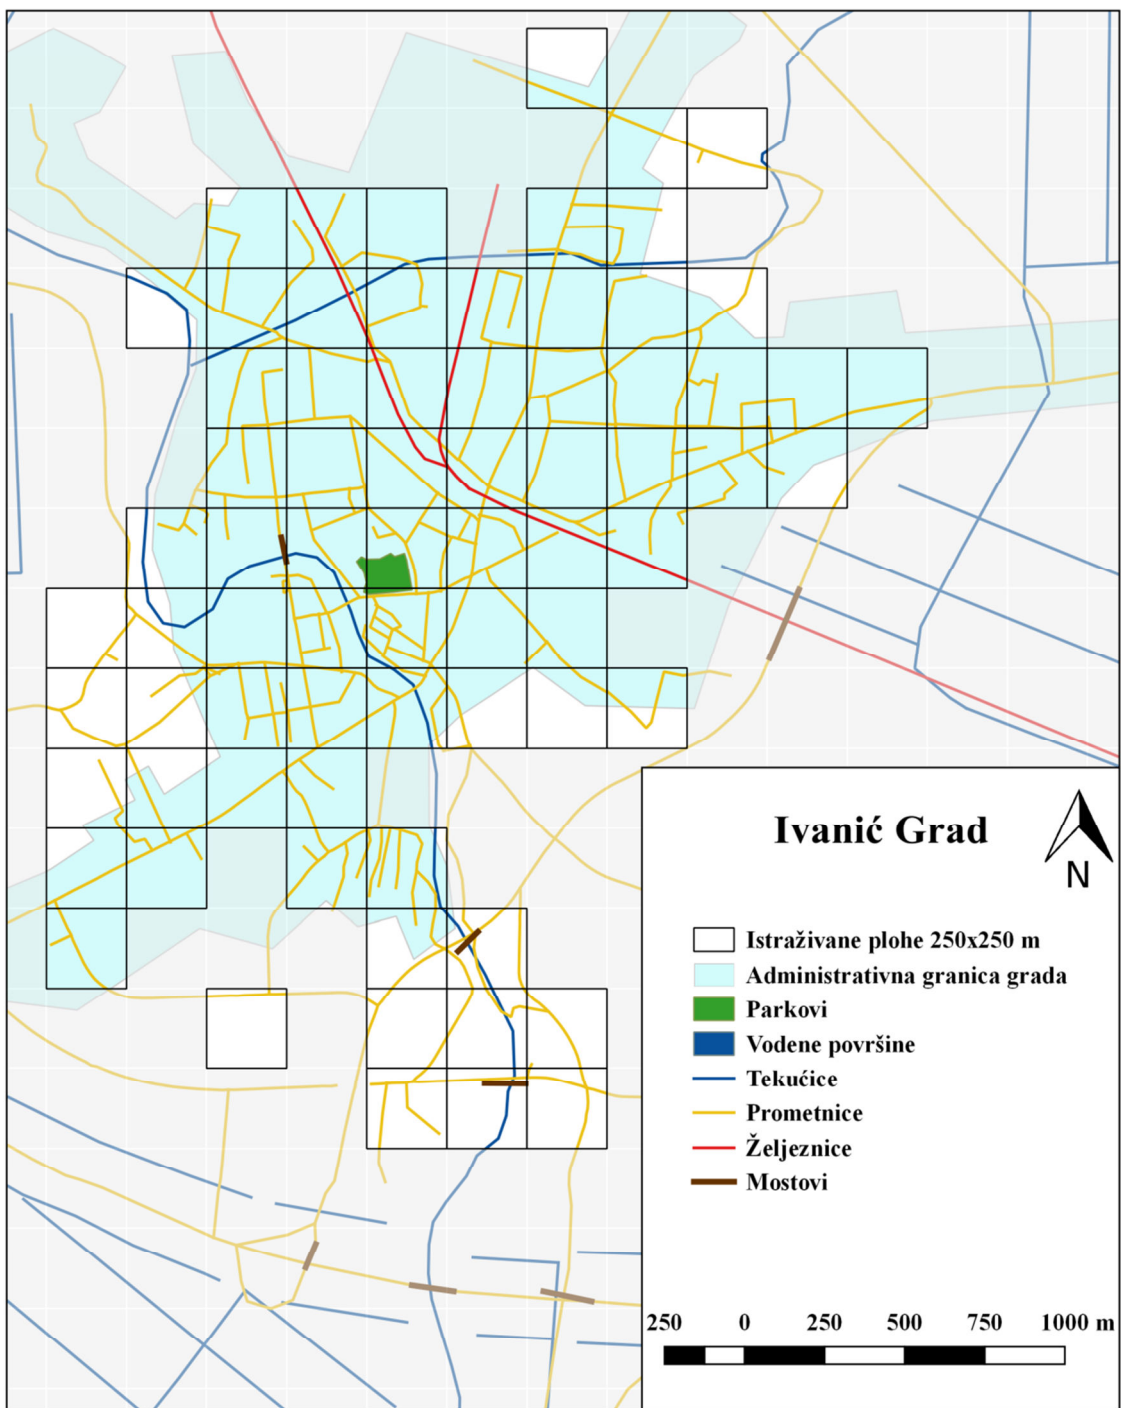 Ivanić Grad
N
Istraživane plohe 250x250 m
Administrativna granica grada
Parkovi
Vodene površine
Tekućice
Prometnice
Željeznice
Mostovi
250 0 250 500 750 1000 m